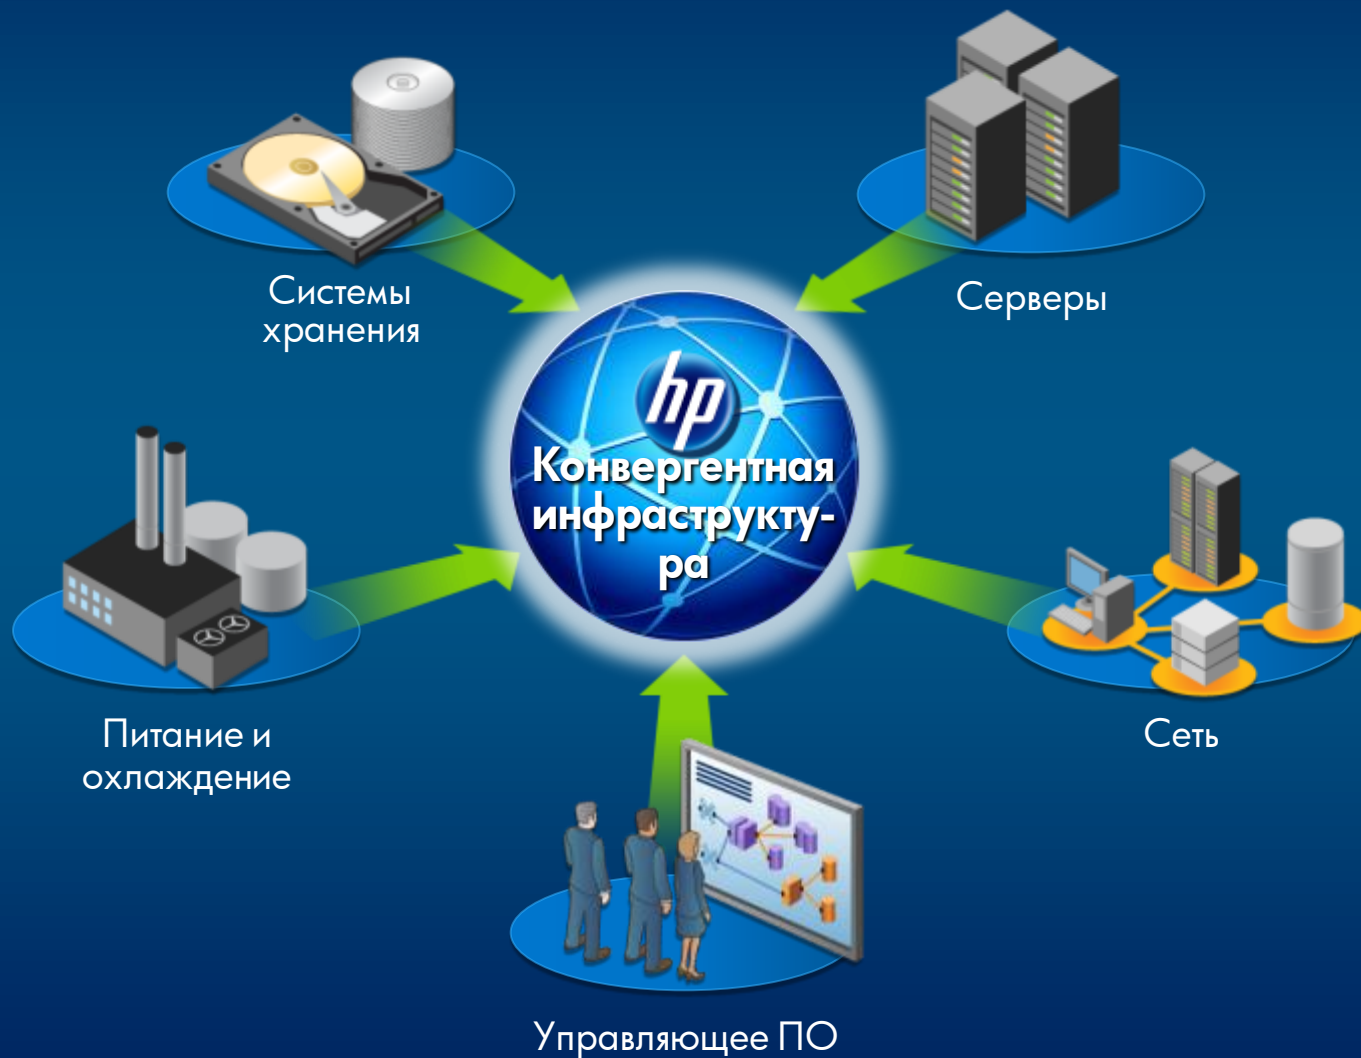 Системы
хранения
Серверы
hp
Конвергентная
инфраструкту-
ра
Питание и
охлаждение
Сеть
Управляющее ПО